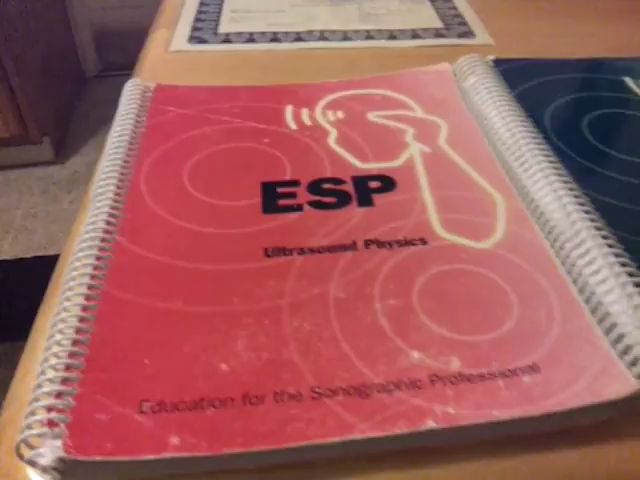 ESP
Ultrasound Physics
Education for the Sonographic Professional